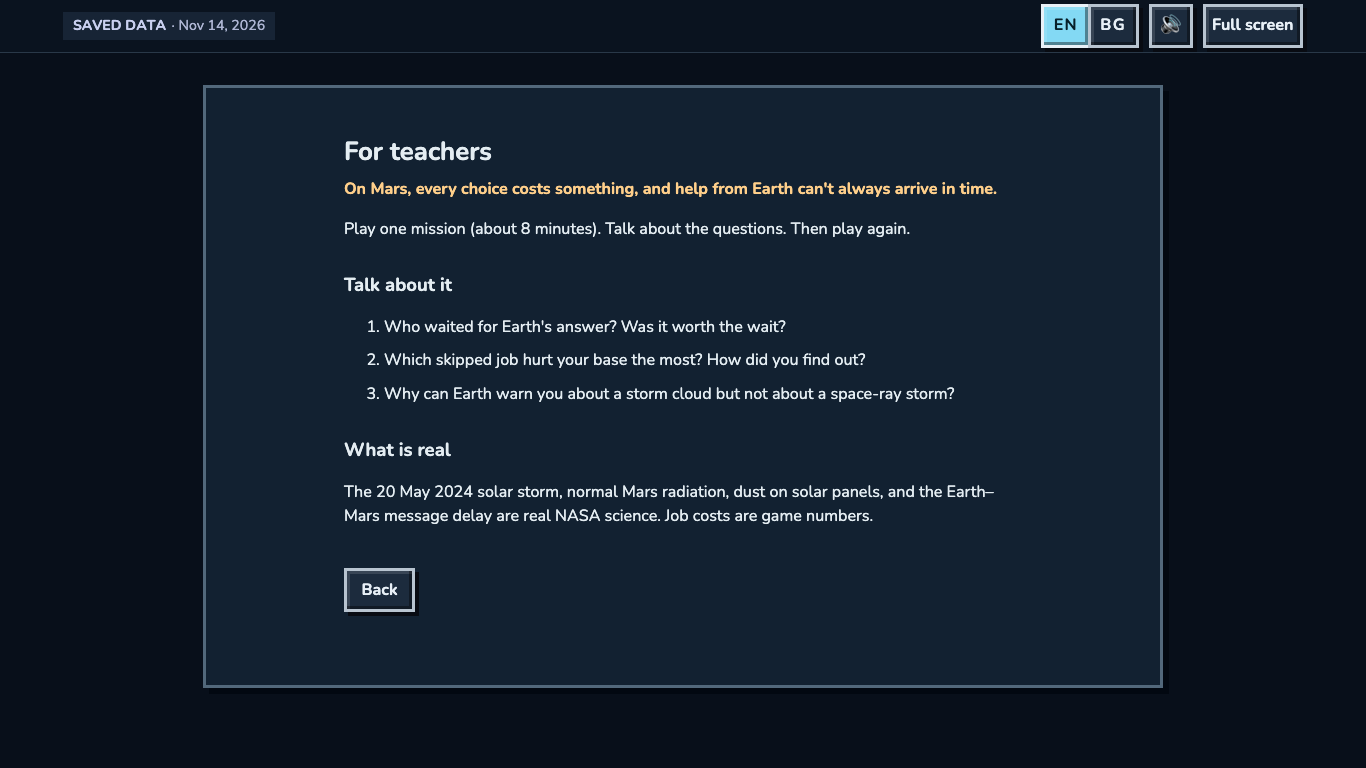 SAVED DATA · Nov 14, 2026
EN
BG
Full screen
For teachers
On Mars, every choice costs something, and help from Earth can't always arrive in time.
Play one mission (about 8 minutes). Talk about the questions. Then play again.
Talk about it
1. Who waited for Earth's answer? Was it worth the wait?
2. Which skipped job hurt your base the most? How did you find out?
3. Why can Earth warn you about a storm cloud but not about a space-ray storm?
What is real
The 20 May 2024 solar storm, normal Mars radiation, dust on solar panels, and the Earth–
Mars message delay are real NASA science. Job costs are game numbers.
Back